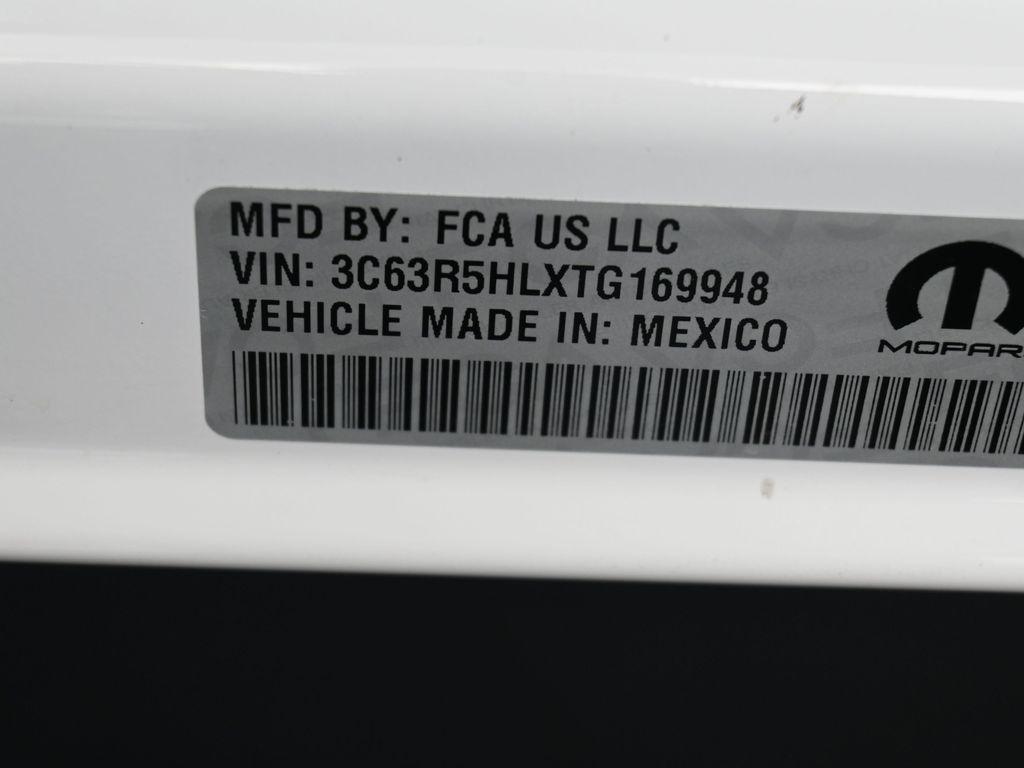 MFD BY: FCA US LLC
VIN: 3C63R5HLXTG169948
VEHICLE MADE IN: MEXICO
MOPAR